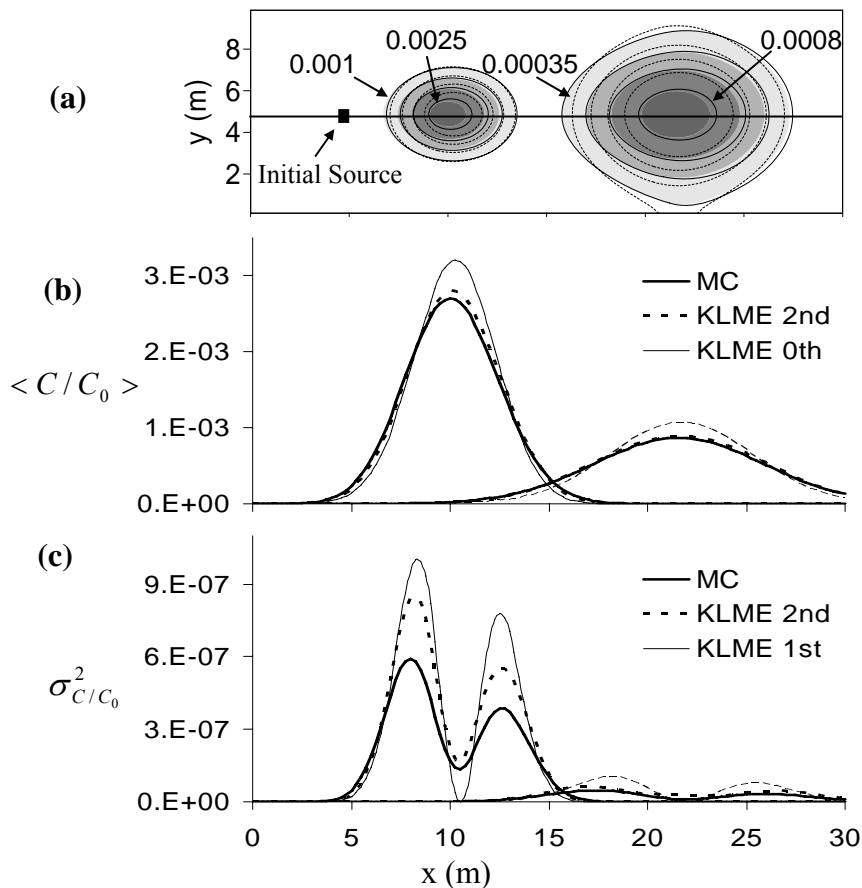 (a)
y (m)
8
6
4
2
0.001
0.0025
0.00035
0.0008
Initial Source
(b)
< C / C₀ >
3.E-03
2.E-03
1.E-03
0.E+00
MC
KLME 2nd
KLME 0th
(c)
σ²_{C/C₀}
9.E-07
6.E-07
3.E-07
0.E+00
MC
KLME 2nd
KLME 1st
0 5 10 15 20 25 30
x (m)